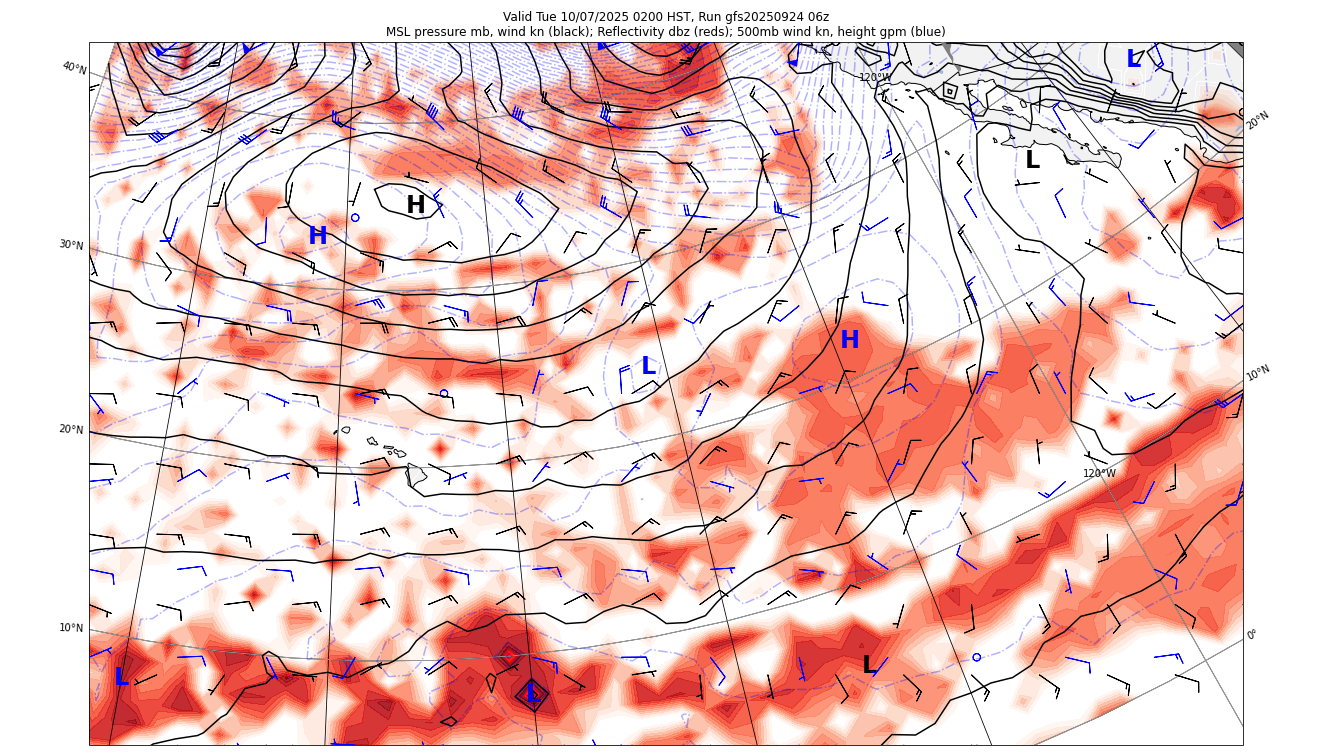 Valid Tue 10/07/2025 0200 HST, Run gfs20250924 06z
MSL pressure mb, wind kn (black); Reflectivity dbz (reds); 500mb wind kn, height gpm (blue)
40°N
120°W
L
20°N
L
H
H
30°N
H
L
10°N
20°N
120°W
10°N
0°
L
L
L